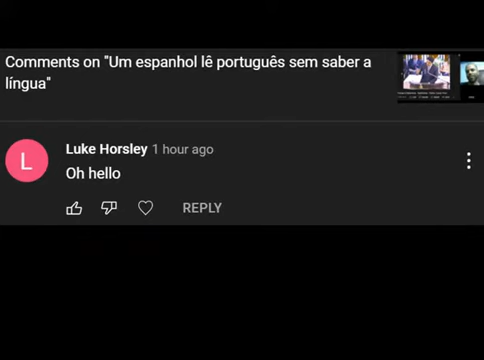 Comments on "Um espanhol lê português sem saber a
língua"
Luke Horsley 1 hour ago
Oh hello
L
REPLY